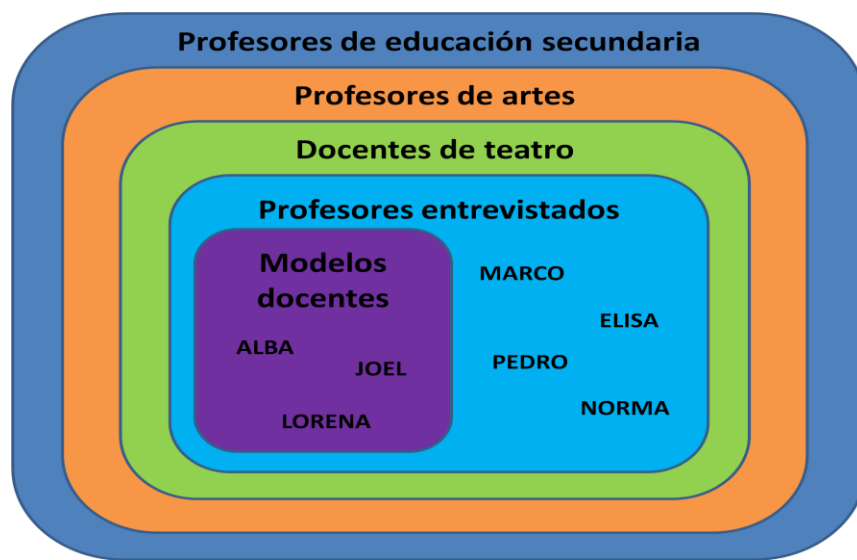 Profesores de educación secundaria
Profesores de artes
Docentes de teatro
Profesores entrevistados
Modelos
docentes
MARCO
ELISA
ALBA
JOEL
PEDRO
LORENA
NORMA